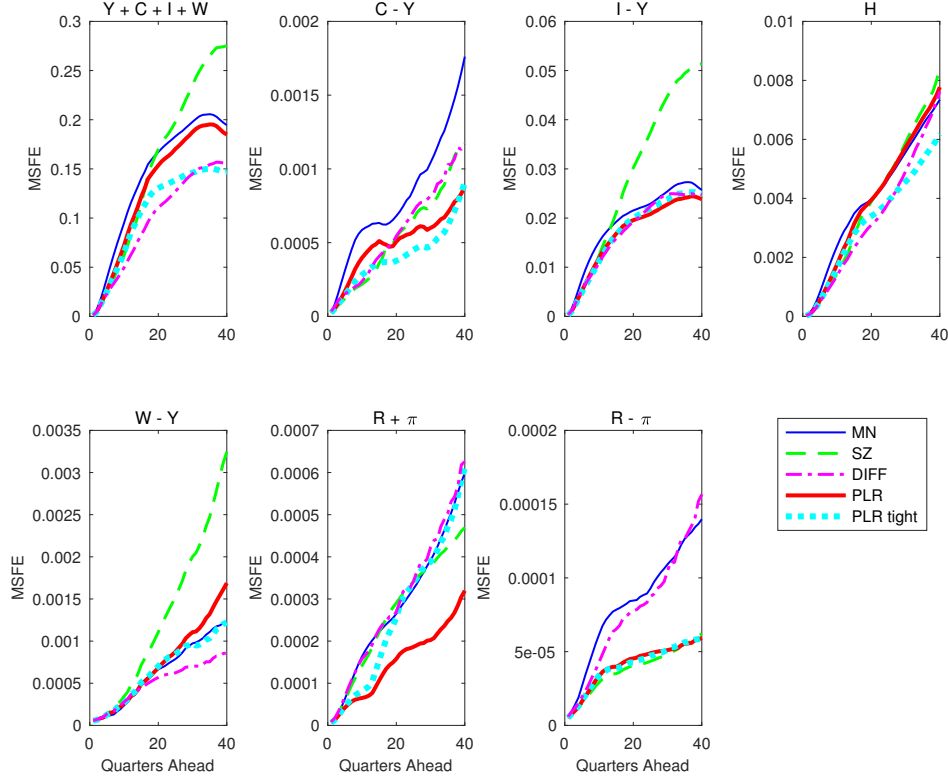 Y + C + I + W
C - Y
I - Y
H
MSFE
0.3
0.25
0.2
0.15
0.1
0.05
0
0
20
40
MSFE
0.002
0.0015
0.001
0.0005
0
0
20
40
MSFE
0.06
0.05
0.04
0.03
0.02
0.01
0
0
20
40
MSFE
0.01
0.008
0.006
0.004
0.002
0
0
20
40
W - Y
R + π
R - π
MSFE
0.0035
0.003
0.0025
0.002
0.0015
0.001
0.0005
0
0
20
40
Quarters Ahead
MSFE
0.0007
0.0006
0.0005
0.0004
0.0003
0.0002
0.0001
0
0
20
40
Quarters Ahead
MSFE
0.0002
0.00015
0.0001
5e-05
0
0
20
40
Quarters Ahead
MN
SZ
DIFF
PLR
PLR tight